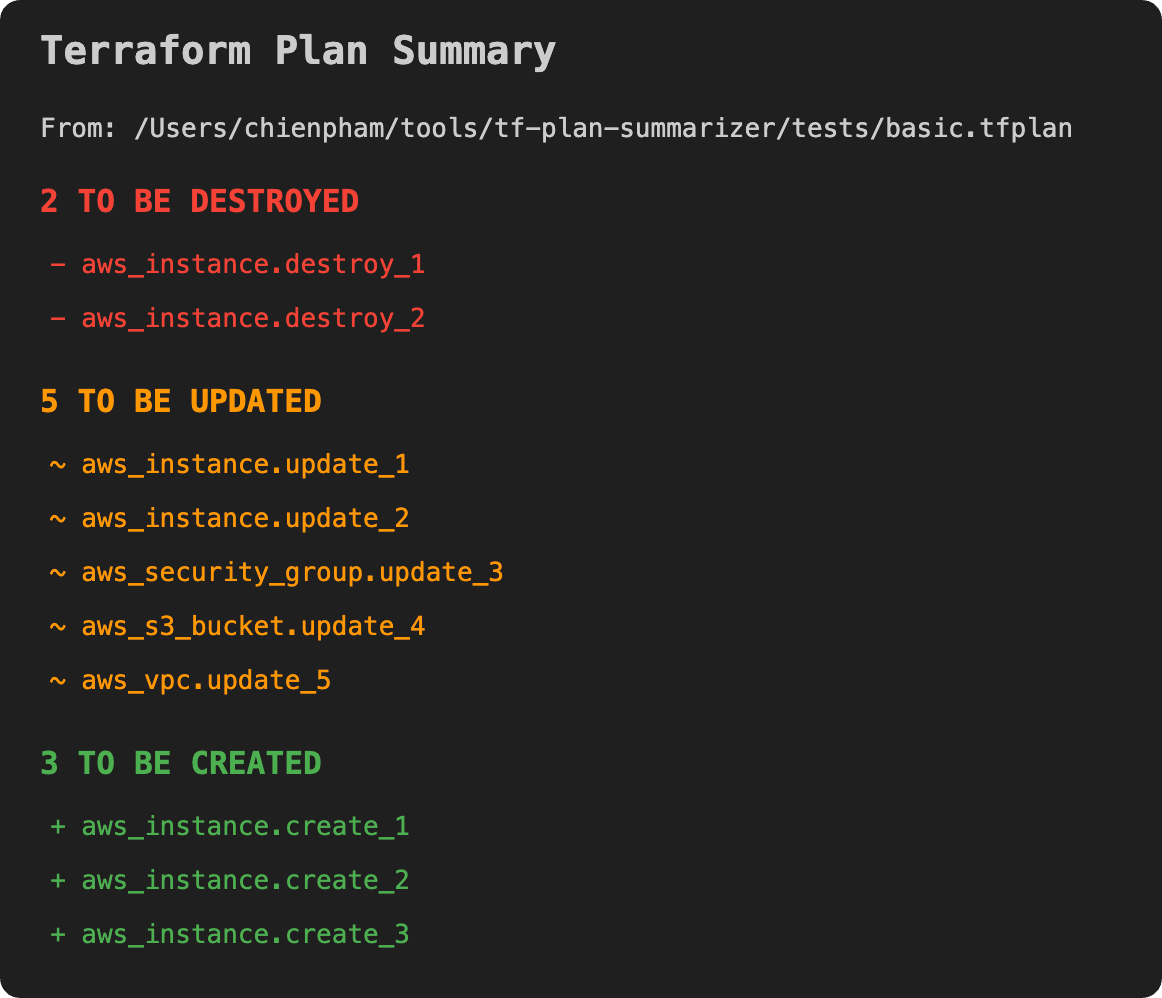 Terraform Plan Summary
From: /Users/chienpham/tools/tf-plan-summarizer/tests/basic.tfplan
2 TO BE DESTROYED
- aws_instance.destroy_1
- aws_instance.destroy_2
5 TO BE UPDATED
~ aws_instance.update_1
~ aws_instance.update_2
~ aws_security_group.update_3
~ aws_s3_bucket.update_4
~ aws_vpc.update_5
3 TO BE CREATED
+ aws_instance.create_1
+ aws_instance.create_2
+ aws_instance.create_3